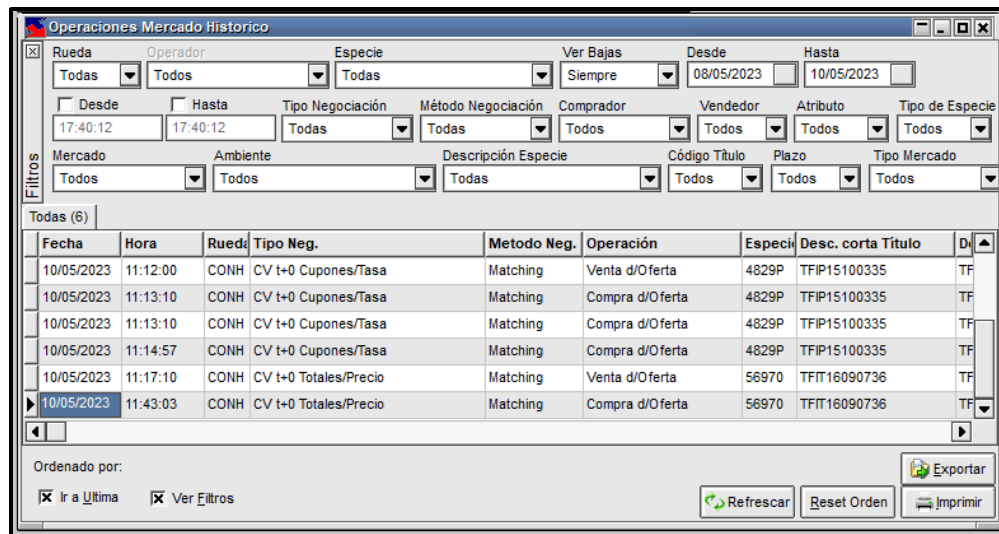 Operaciones Mercado Historico
Rueda Operador Especie Ver Bajas Desde Hasta
Todas Todos Todas Siempre 08/05/2023 10/05/2023
Desde Hasta Tipo Negociación Método Negociación Comprador Vendedor Atributo Tipo de Especie
17:40:12 17:40:12 Todas Todas Todos Todos Todos Todos
Mercado Ambiente Descripción Especie Código Título Plazo Tipo Mercado
Todos Todos Todas Todos Todos Todos
Filtros
Todas (6)
Fecha Hora Rueda Tipo Neg. Metodo Neg. Operación Especie Desc. corta Título De
10/05/2023 11:12:00 CONH CV t+0 Cupones/Tasa Matching Venta d/Oferta 4829P TFIP15100335 TF
10/05/2023 11:13:10 CONH CV t+0 Cupones/Tasa Matching Compra d/Oferta 4829P TFIP15100335 TF
10/05/2023 11:13:10 CONH CV t+0 Cupones/Tasa Matching Compra d/Oferta 4829P TFIP15100335 TF
10/05/2023 11:14:57 CONH CV t+0 Cupones/Tasa Matching Compra d/Oferta 4829P TFIP15100335 TF
10/05/2023 11:17:10 CONH CV t+0 Totales/Precio Matching Venta d/Oferta 56970 TFIT16090736 TF
10/05/2023 11:43:03 CONH CV t+0 Totales/Precio Matching Compra d/Oferta 56970 TFIT16090736 TF
Ordenado por:
Exportar
Ir a Ultima Ver Filtros Refrescar Reset Orden Imprimir